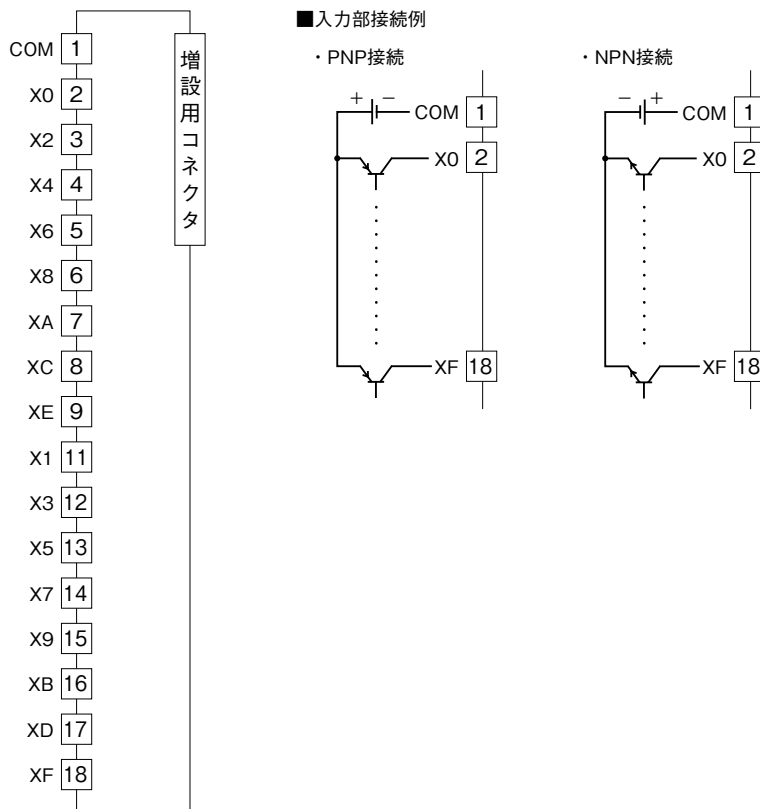 COM 1
X0 2
X2 3
X4 4
X6 5
X8 6
XA 7
XC 8
XE 9
X1 11
X3 12
X5 13
X7 14
X9 15
XB 16
XD 17
XF 18
増設用コネクタ
■入力部接続例
・PNP接続
+ −
COM 1
X0 2
XF 18
・NPN接続
− +
COM 1
X0 2
XF 18